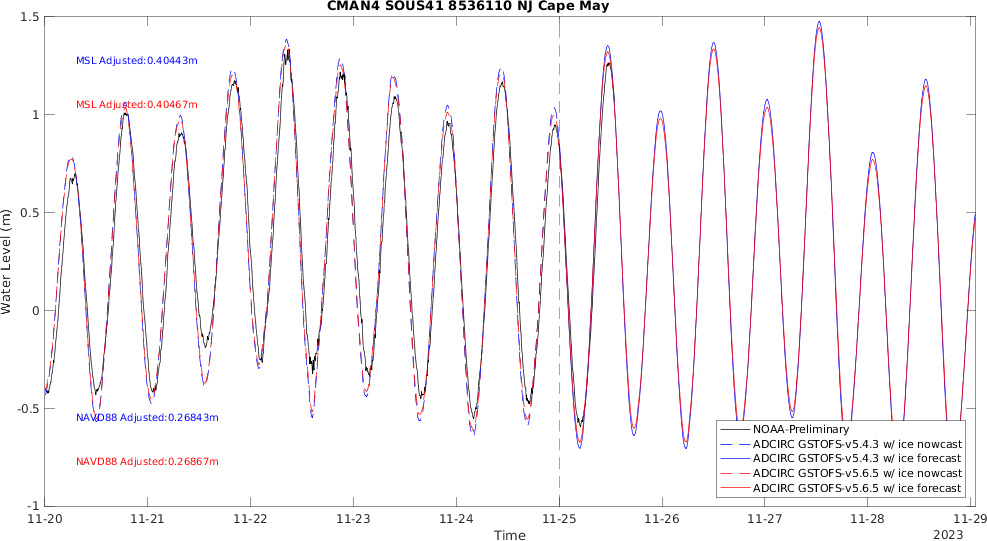 CMAN4 SOUS41 8536110 NJ Cape May
1.5
MSL Adjusted:0.40443m
MSL Adjusted:0.40467m
1
0.5
Water Level (m)
0
-0.5
NAVD88 Adjusted:0.26843m
NAVD88 Adjusted:0.26867m
NOAA-Preliminary
ADCIRC GSTOFS-v5.4.3 w/ ice nowcast
ADCIRC GSTOFS-v5.4.3 w/ ice forecast
ADCIRC GSTOFS-v5.6.5 w/ ice nowcast
ADCIRC GSTOFS-v5.6.5 w/ ice forecast
-1
11-20 11-21 11-22 11-23 11-24 11-25 11-26 11-27 11-28 11-29
Time
2023